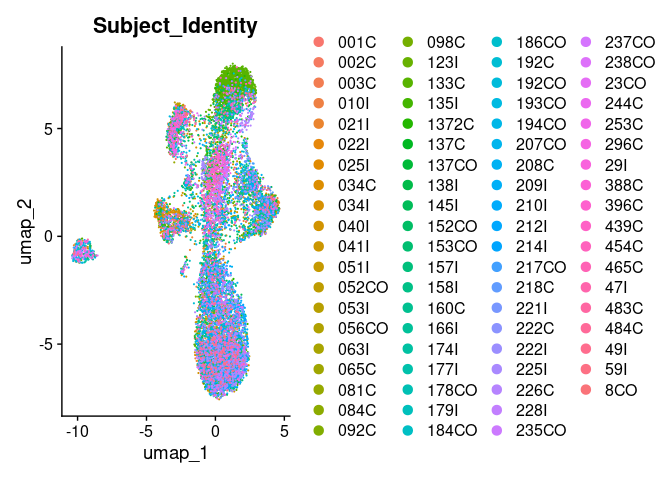 Subject_Identity
umap_2
5
0
-5
-10
-5
0
5
umap_1
001C
002C
003C
010I
021I
022I
025I
034C
034I
040I
041I
051I
052CO
053I
056CO
063I
065C
081C
084C
092C
098C
123I
133C
135I
1372C
137C
137CO
138I
145I
152CO
153CO
157I
158I
160C
166I
174I
177I
178CO
179I
184CO
186CO
192C
192CO
193CO
194CO
207CO
208C
209I
210I
212I
214I
217CO
218C
221I
222C
222I
225I
226C
228I
235CO
237CO
238CO
23CO
244C
253C
296C
29I
388C
396C
439C
454C
465C
47I
483C
484C
49I
59I
8CO